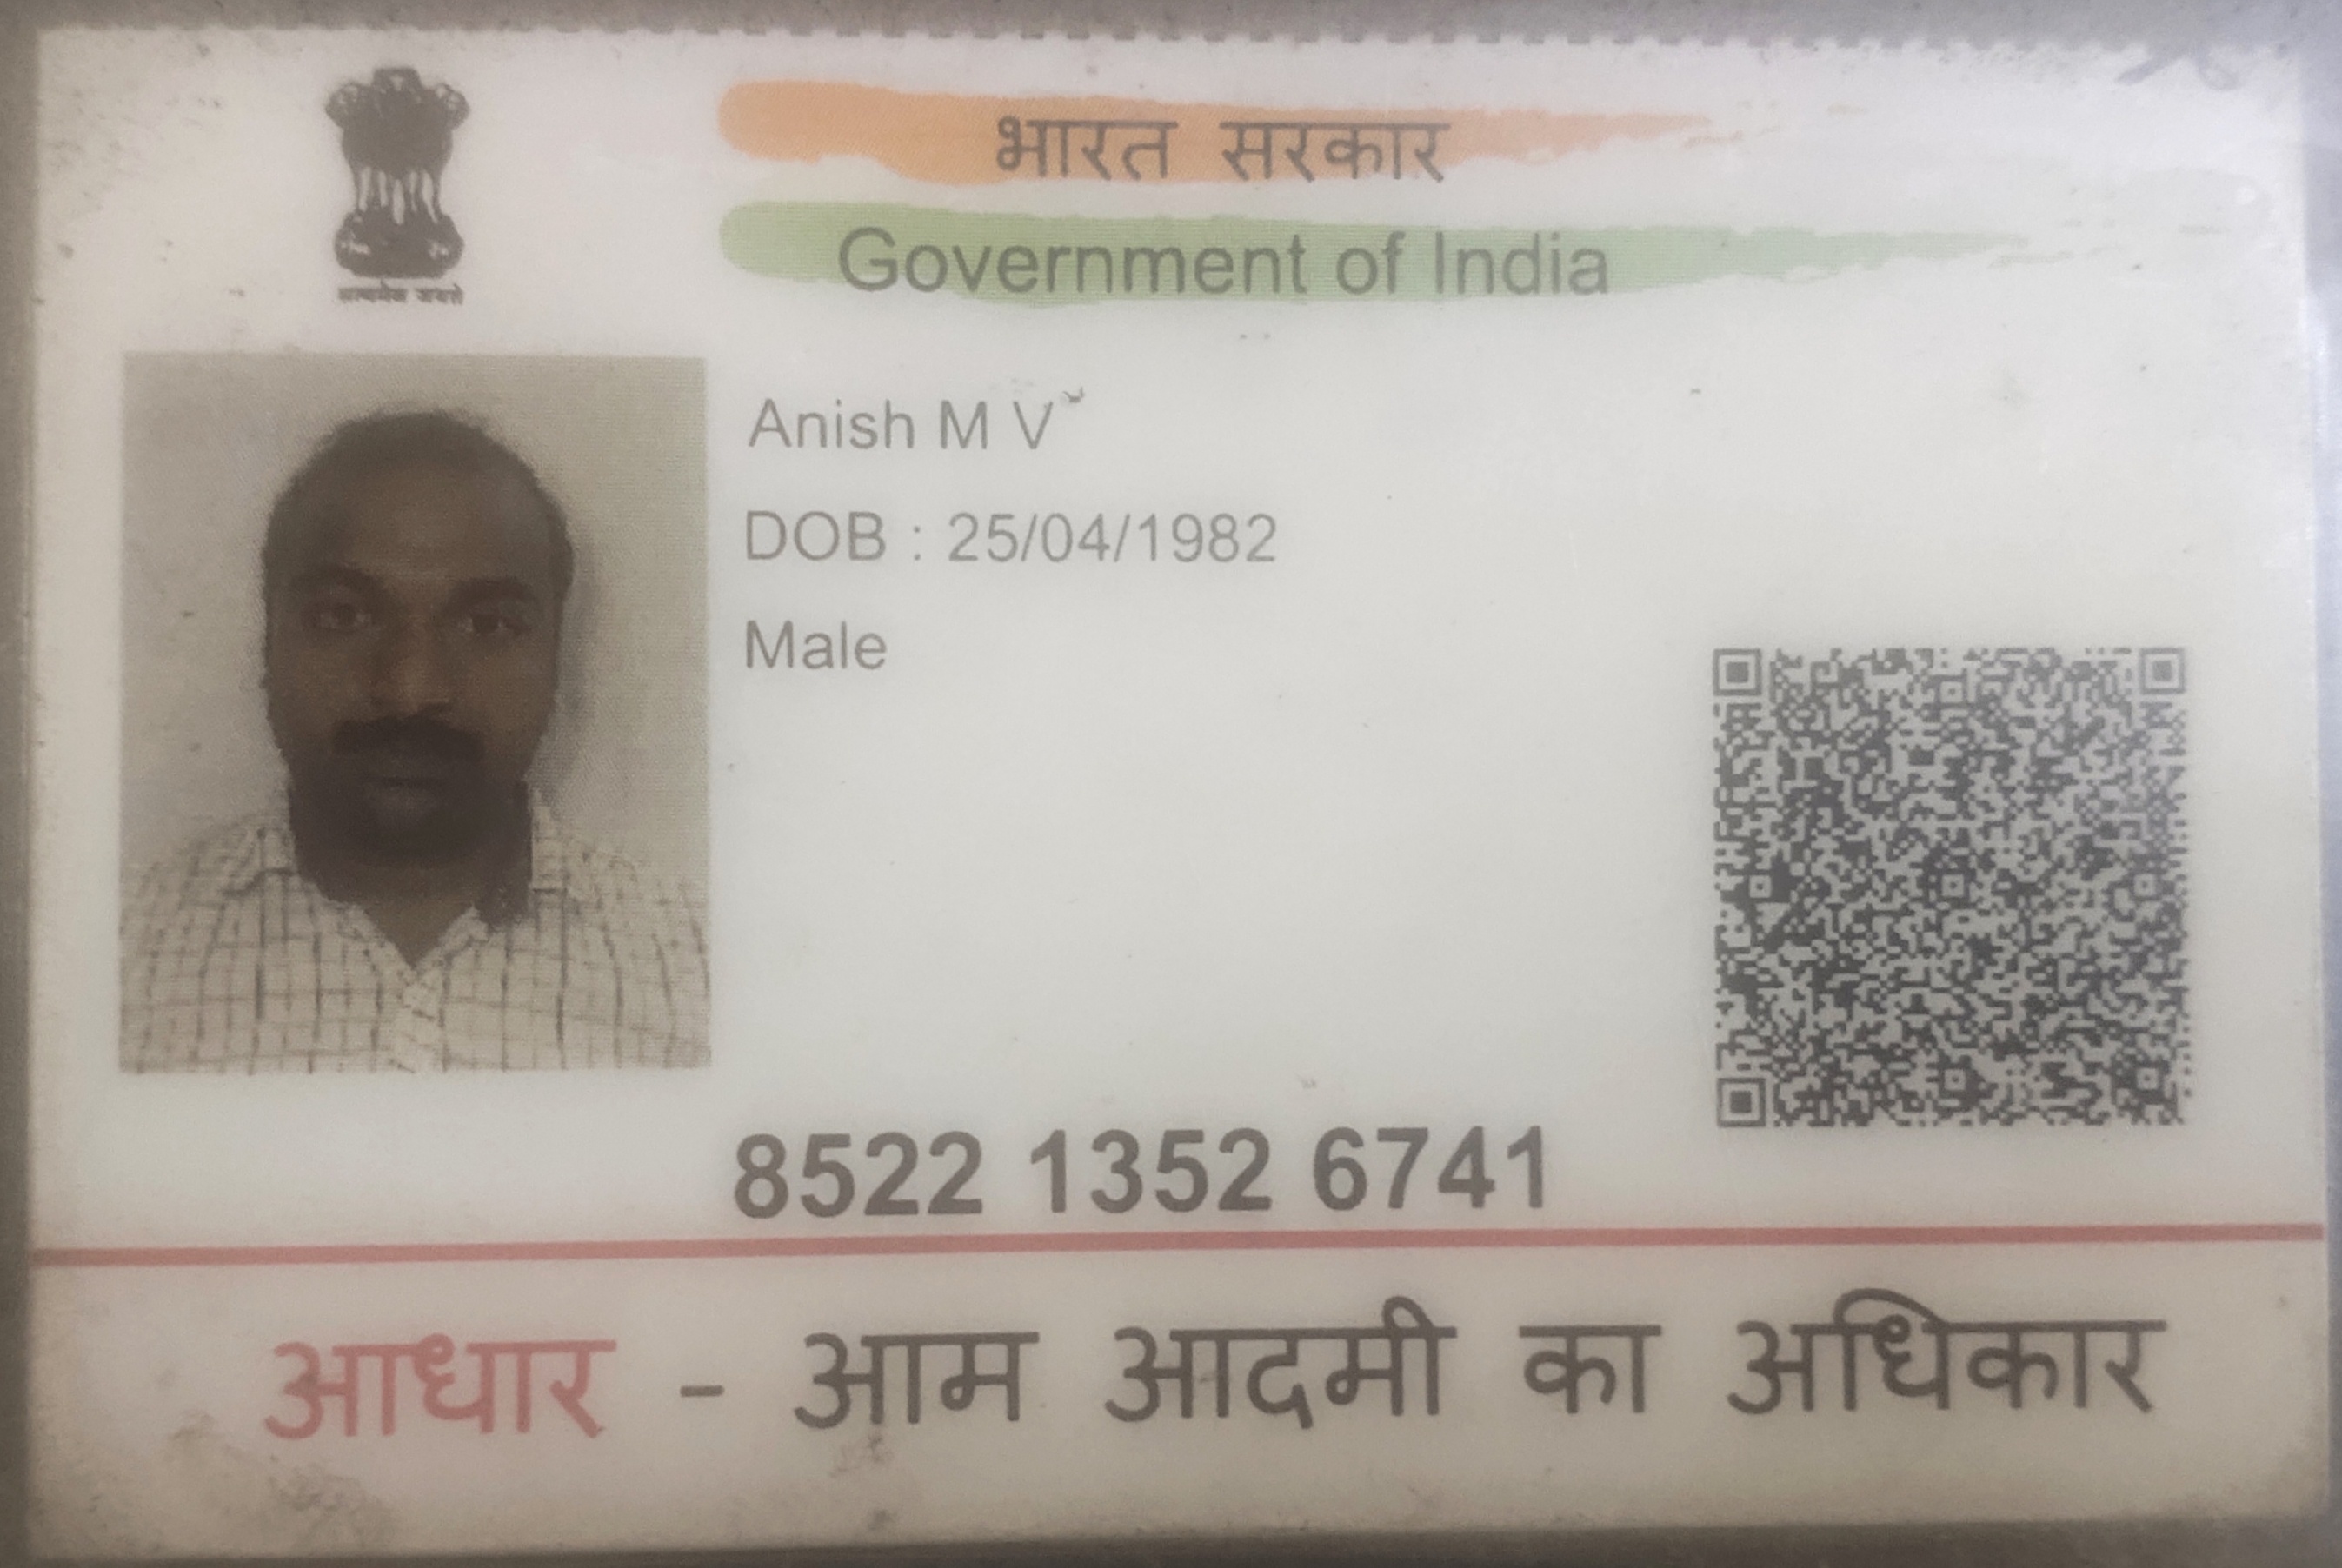 सत्यमेव जयते
भारत सरकार
Government of India
Anish M V
DOB : 25/04/1982
Male
8522 1352 6741
आधार - आम आदमी का अधिकार